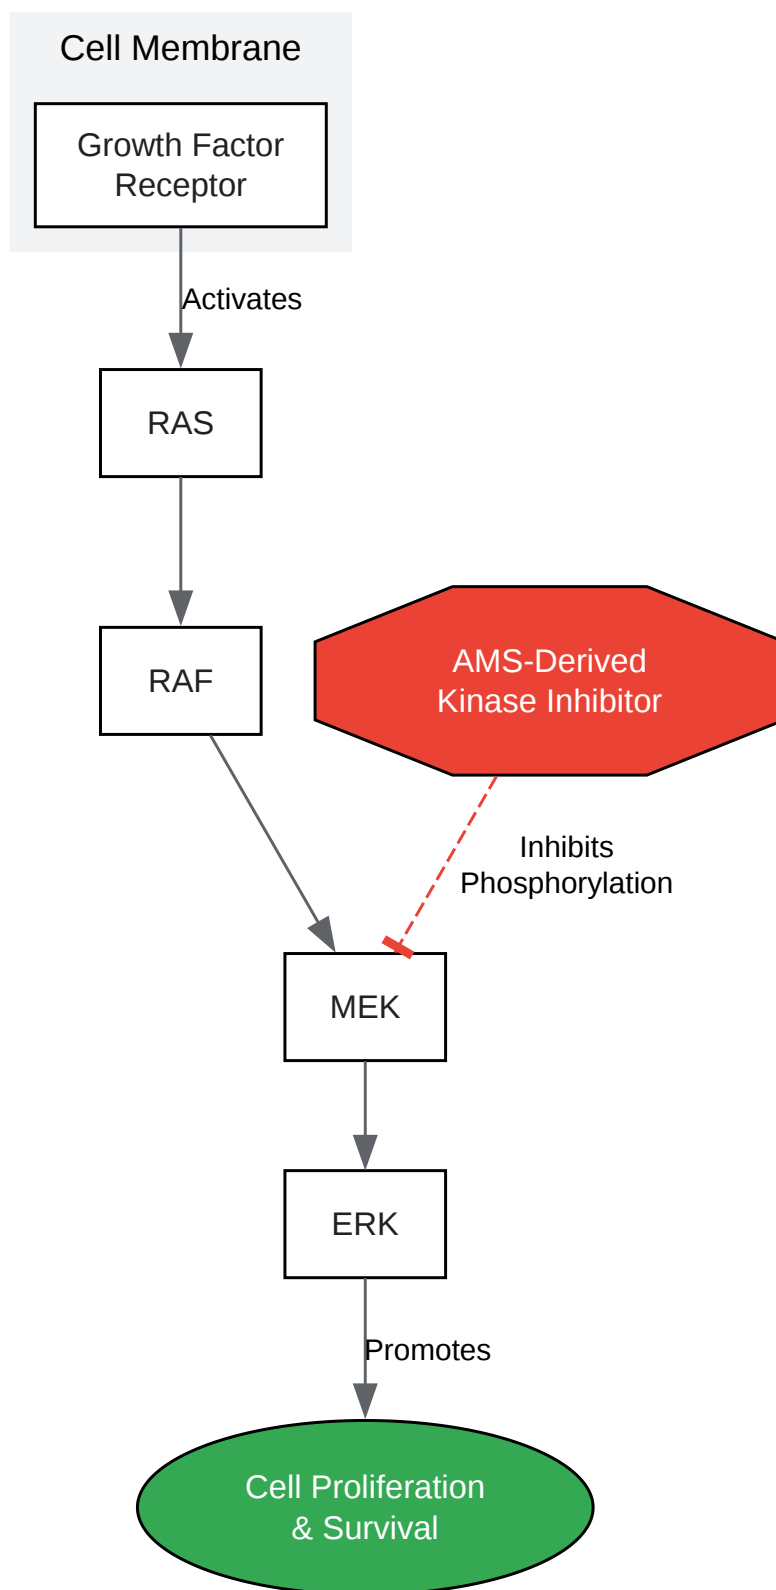 Cell Membrane
Growth Factor
Receptor
Activates
RAS
RAF
AMS-Derived
Kinase Inhibitor
Inhibits
Phosphorylation
MEK
ERK
Promotes
Cell Proliferation
& Survival